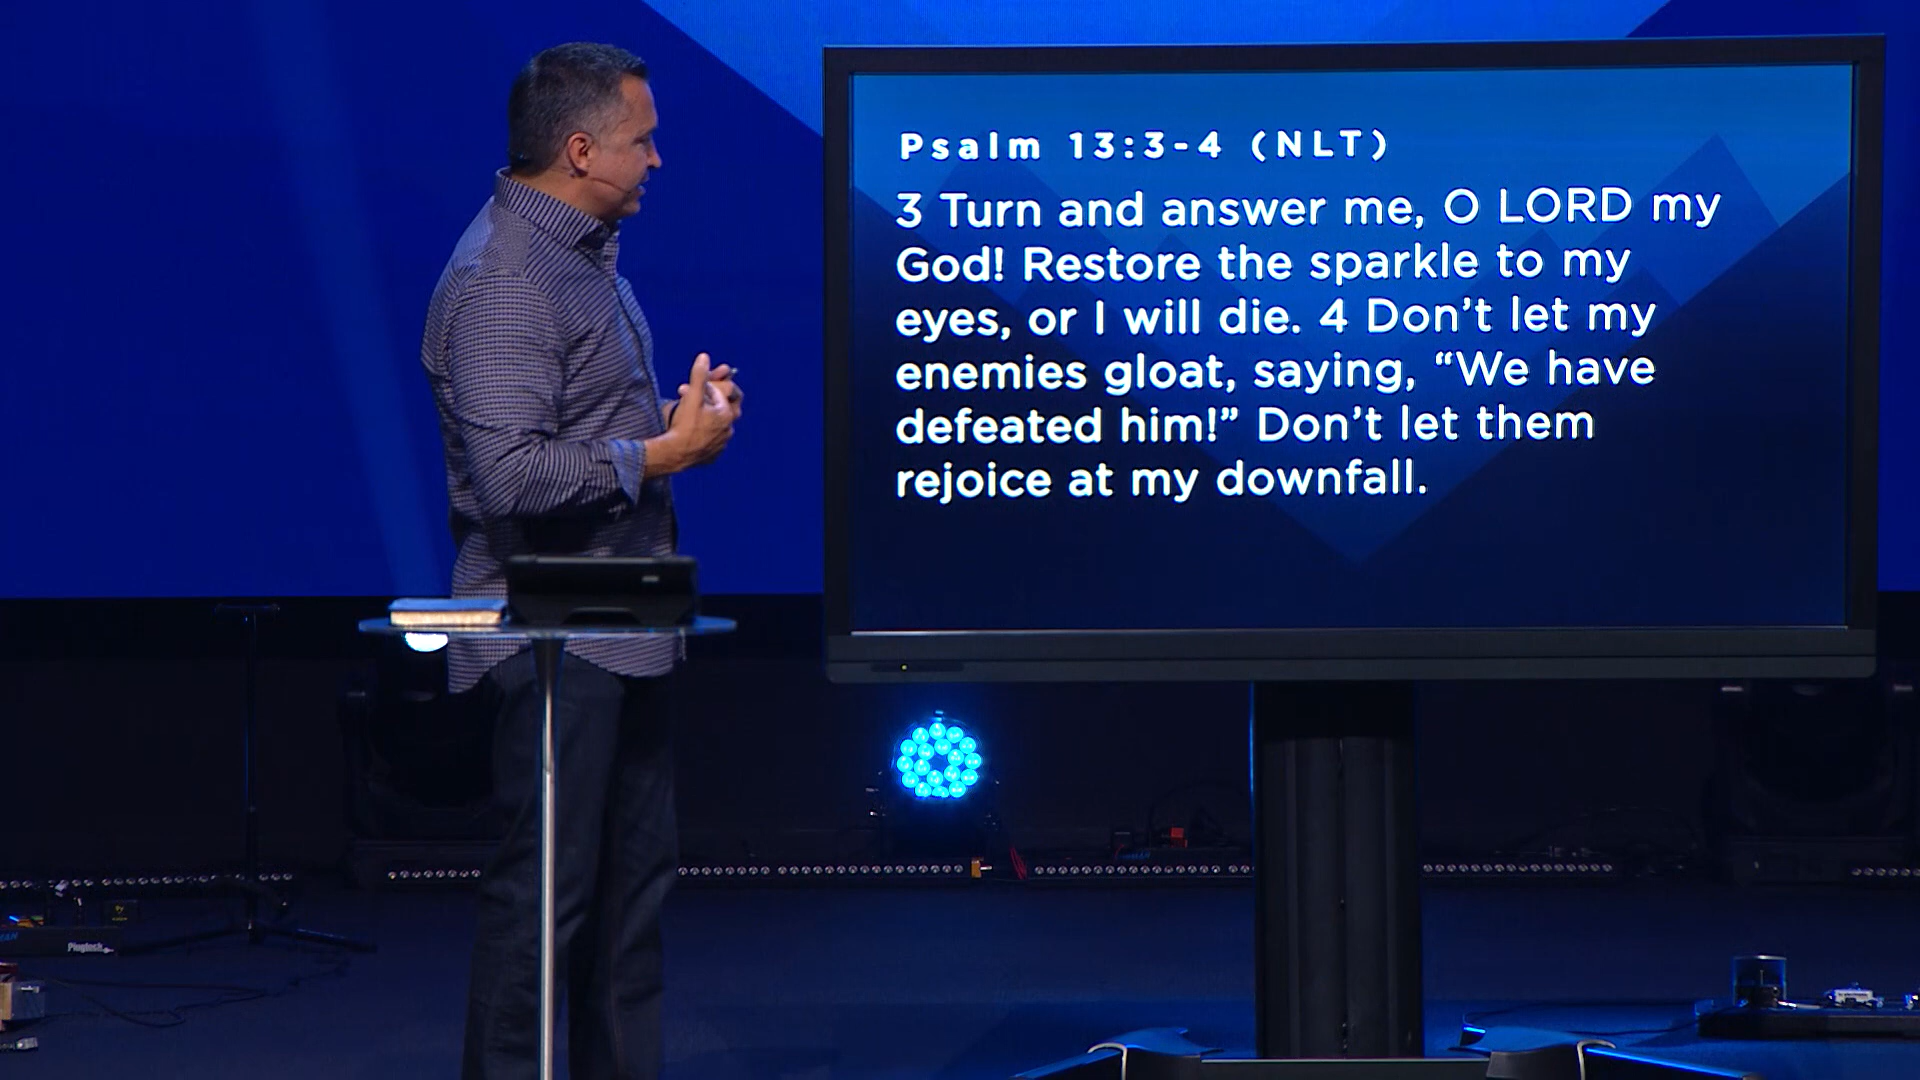 Psalm 13:3-4 (NLT)
3 Turn and answer me, O LORD my
God! Restore the sparkle to my
eyes, or I will die. 4 Don’t let my
enemies gloat, saying, “We have
defeated him!” Don’t let them
rejoice at my downfall.